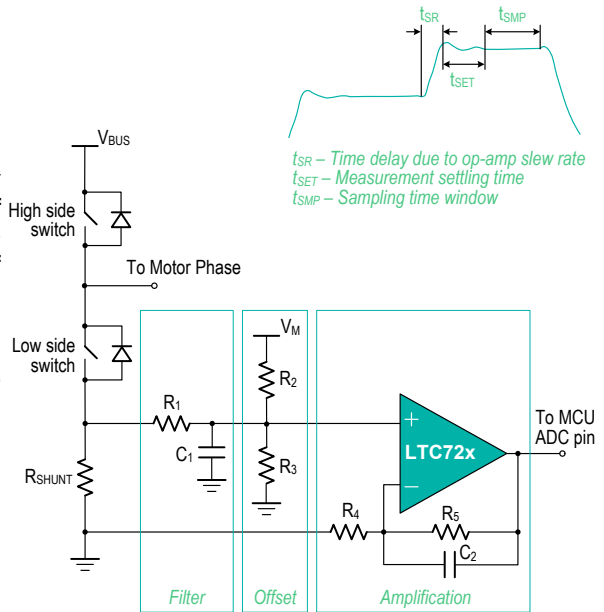 tSR
tSMP
tSET
tSR – Time delay due to op-amp slew rate
tSET – Measurement settling time
tSMP – Sampling time window
VBUS
High side
switch
To Motor Phase
Low side
switch
VM
R2
R1
C1
R3
RSHUNT
LTC72x
+
−
To MCU
ADC pin
R4
R5
C2
Filter
Offset
Amplification